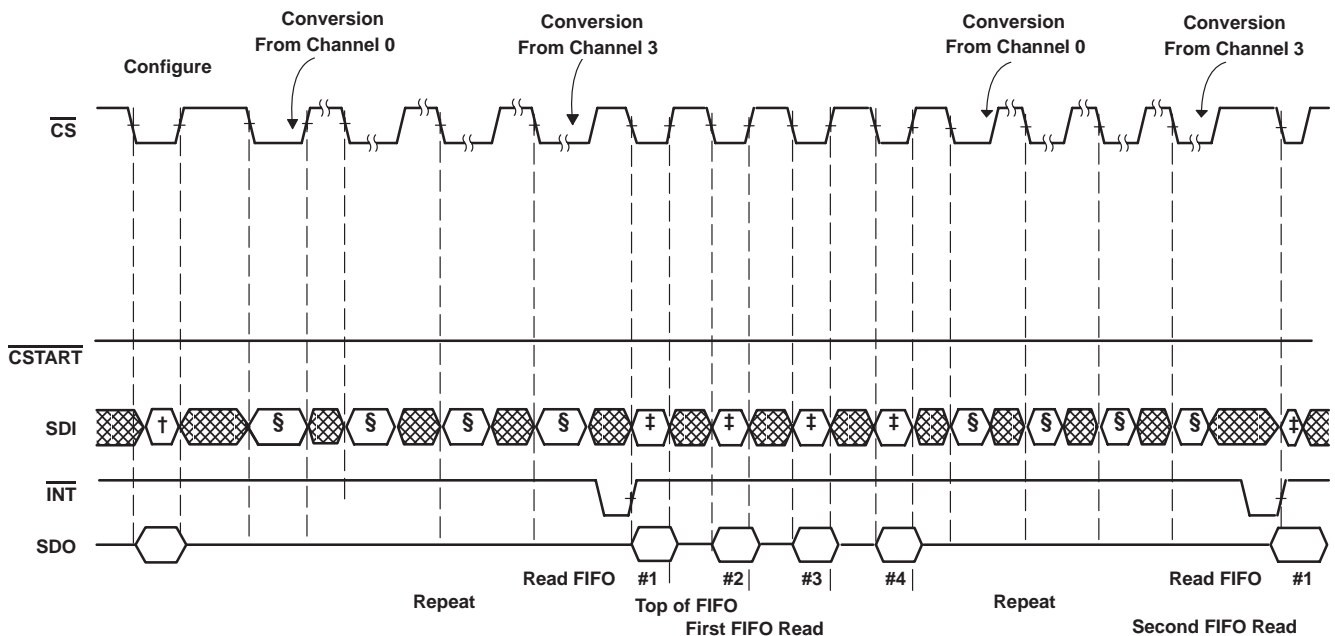 Conversion
From Channel 0
Conversion
From Channel 3
Conversion
From Channel 0
Conversion
From Channel 3
Configure
CS
CSTART
SDI † § § § § ‡ ‡ ‡ ‡ § § § § ‡
INT
SDO
Read FIFO #1 #2 #3 #4 Read FIFO #1
Repeat Top of FIFO Repeat
First FIFO Read Second FIFO Read